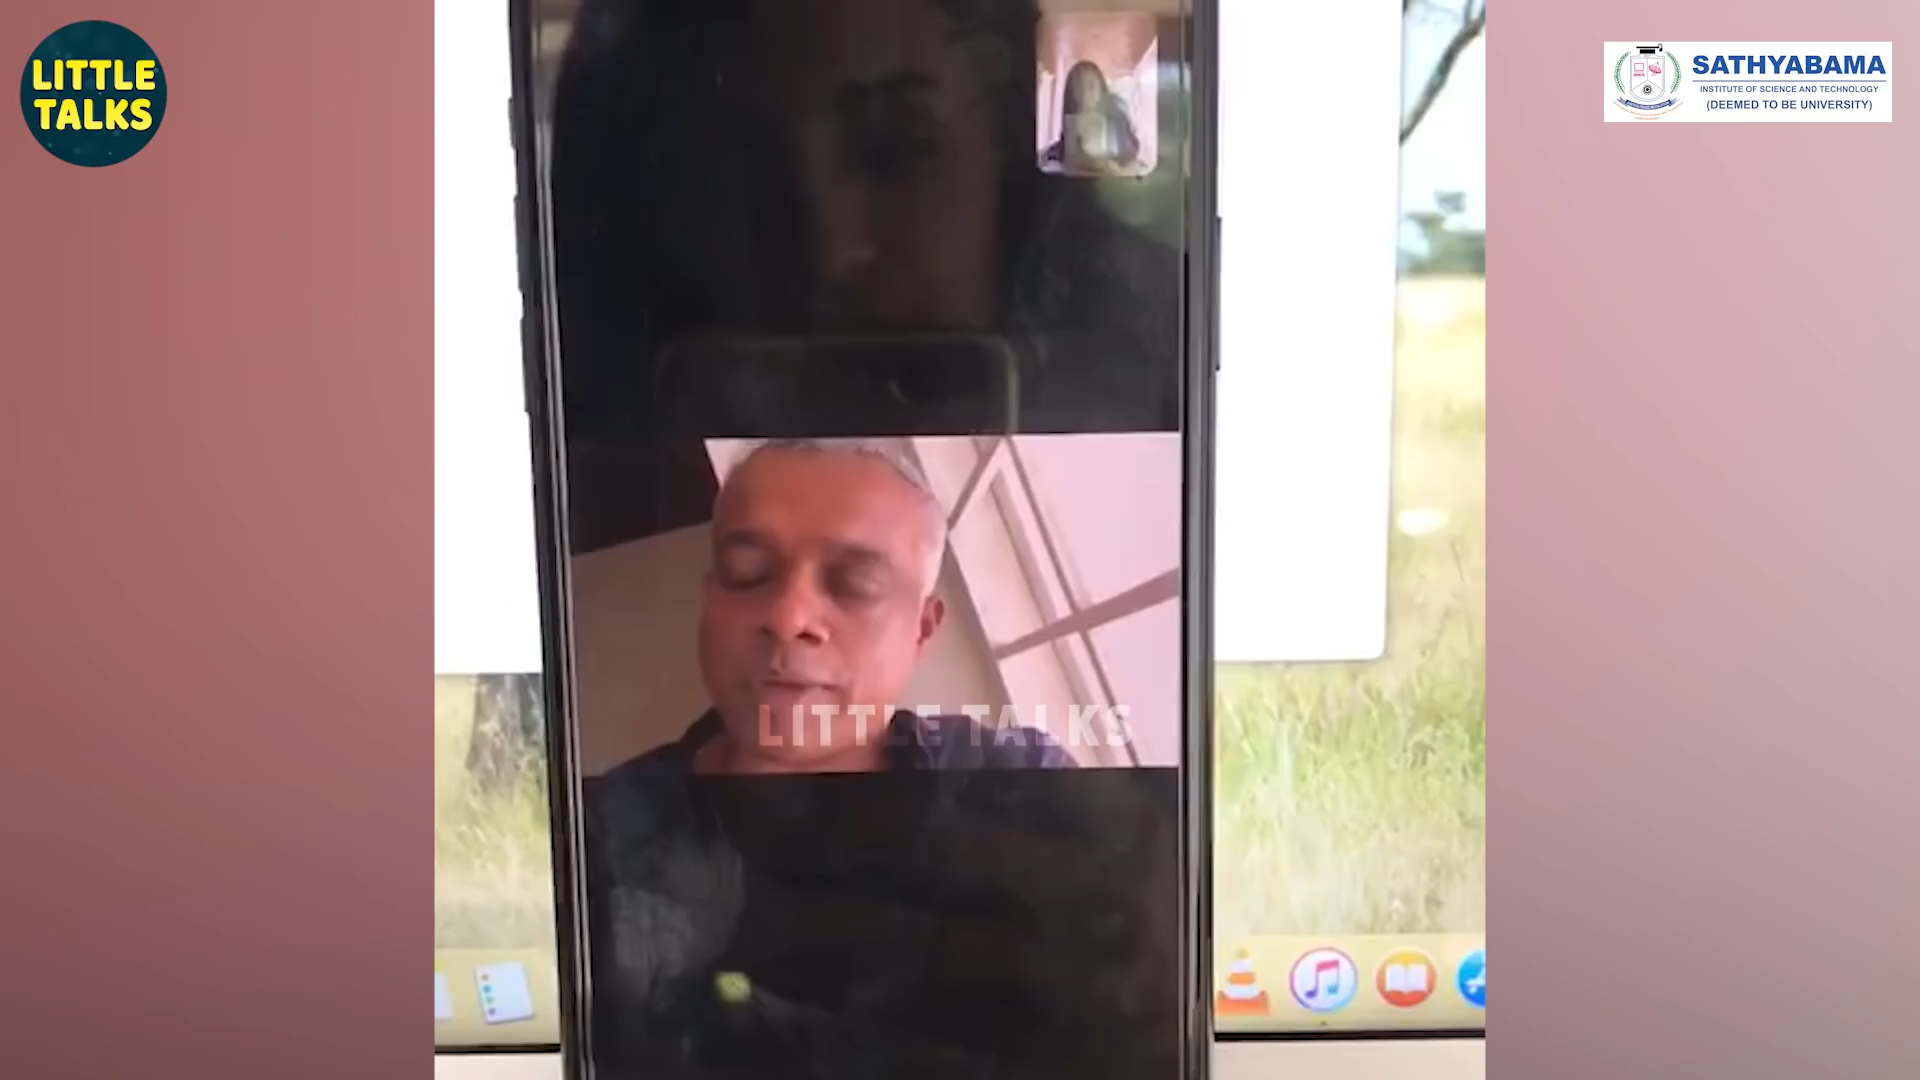 LITTLE
TALKS
SATHYABAMA
INSTITUTE OF SCIENCE AND TECHNOLOGY
(DEEMED TO BE UNIVERSITY)
LITTLE TALKS